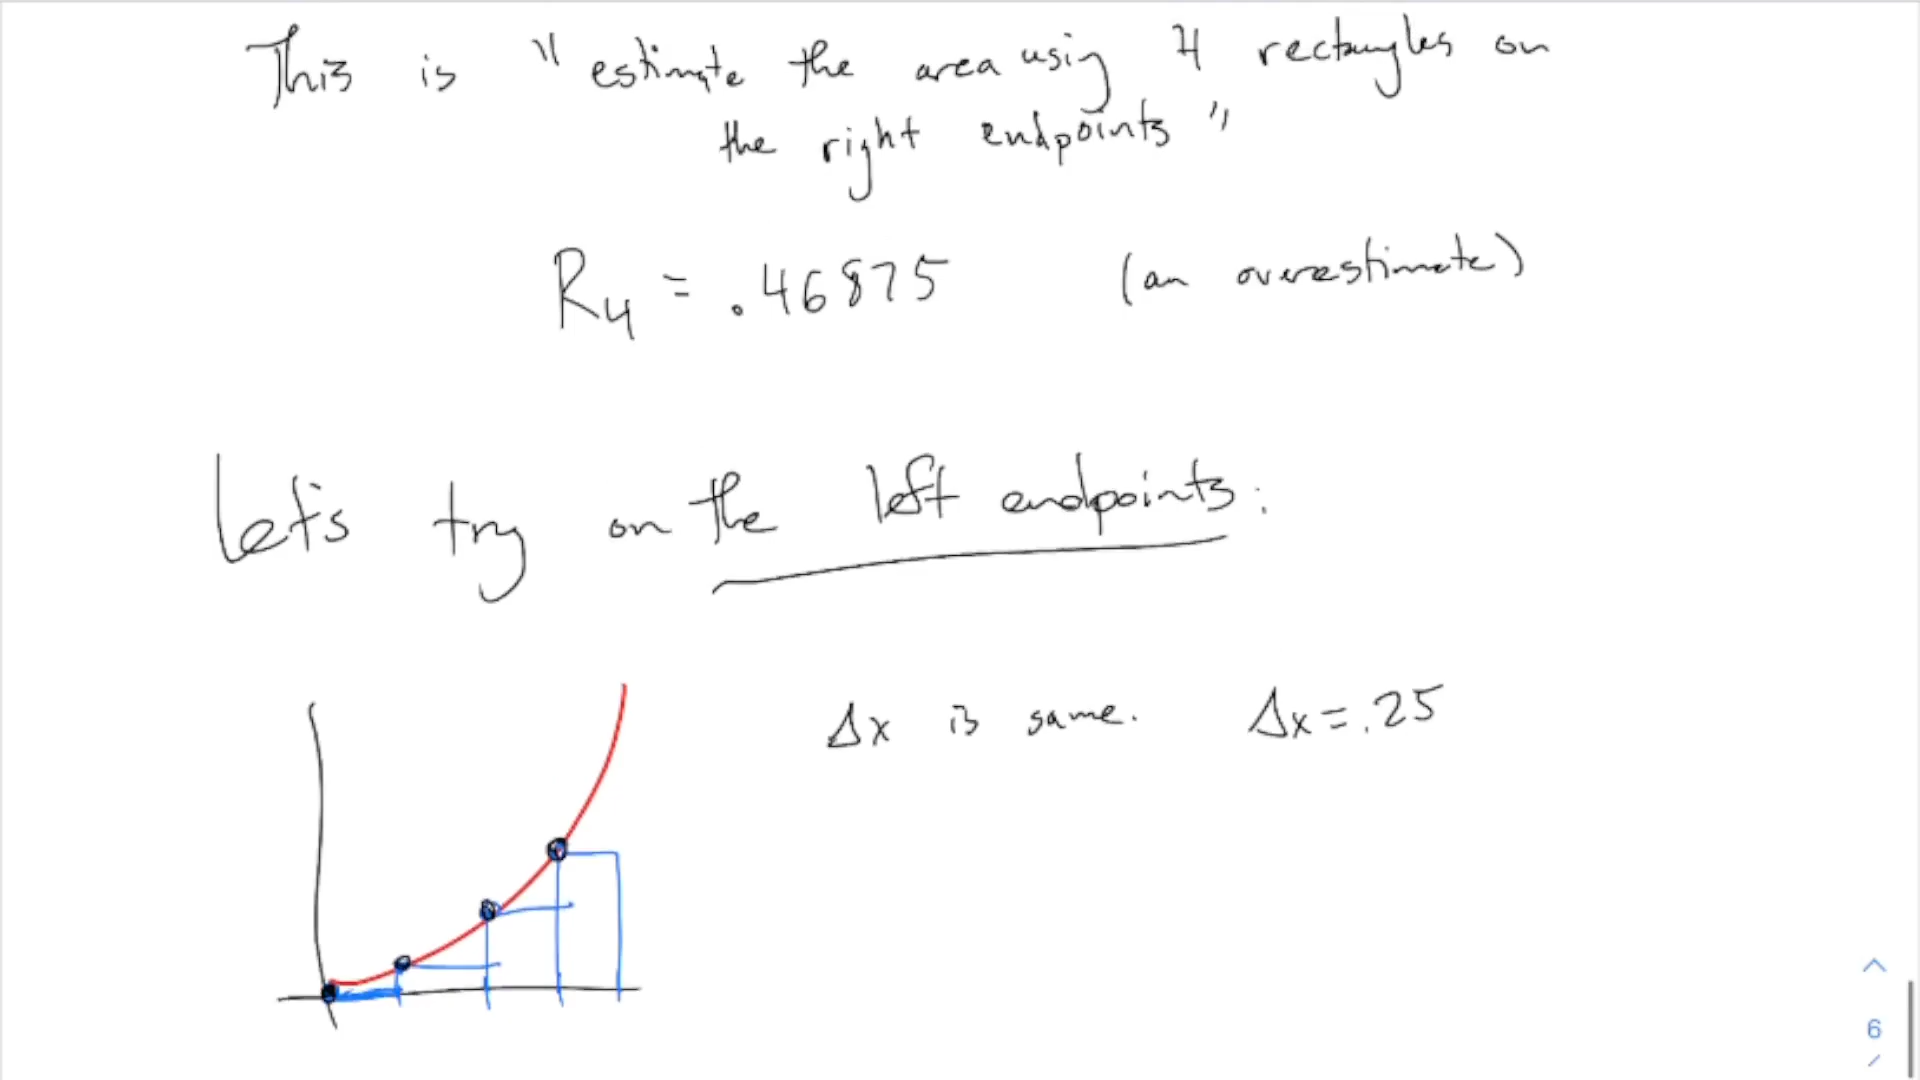 This is "estimate the area using 4 rectangles on
the right endpoints"
R₄ = .46875 (an overestimate)
Let's try on the left endpoints:
Δx is same. Δx = .25
6